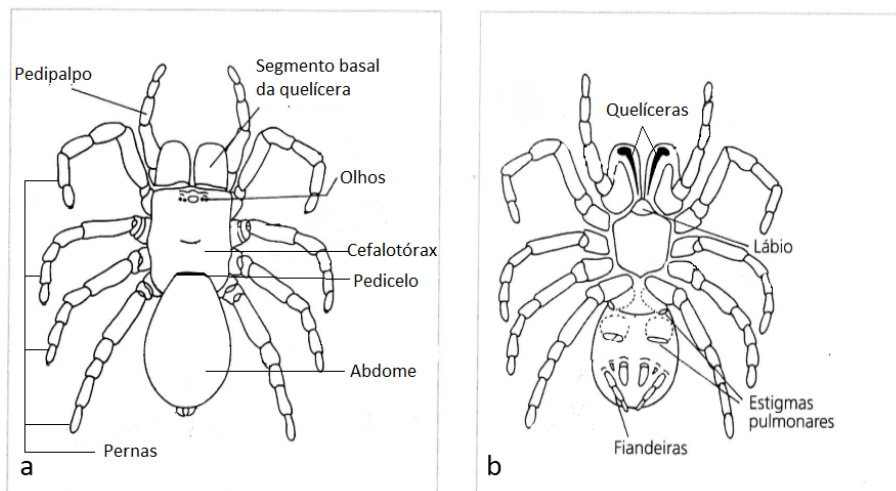 Pedipalpo
Segmento basal
da quelícera
Olhos
Cefalotórax
Pedicelo
Abdome
Pernas
a
Quelíceras
Lábio
Estigmas
pulmonares
Fiandeiras
b